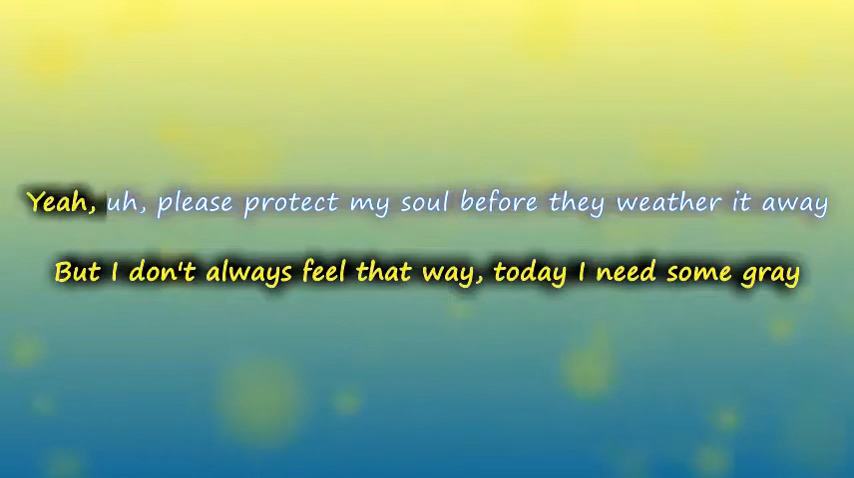 Yeah, uh, please protect my soul before they weather it away
But I don't always feel that way, today I need some gray